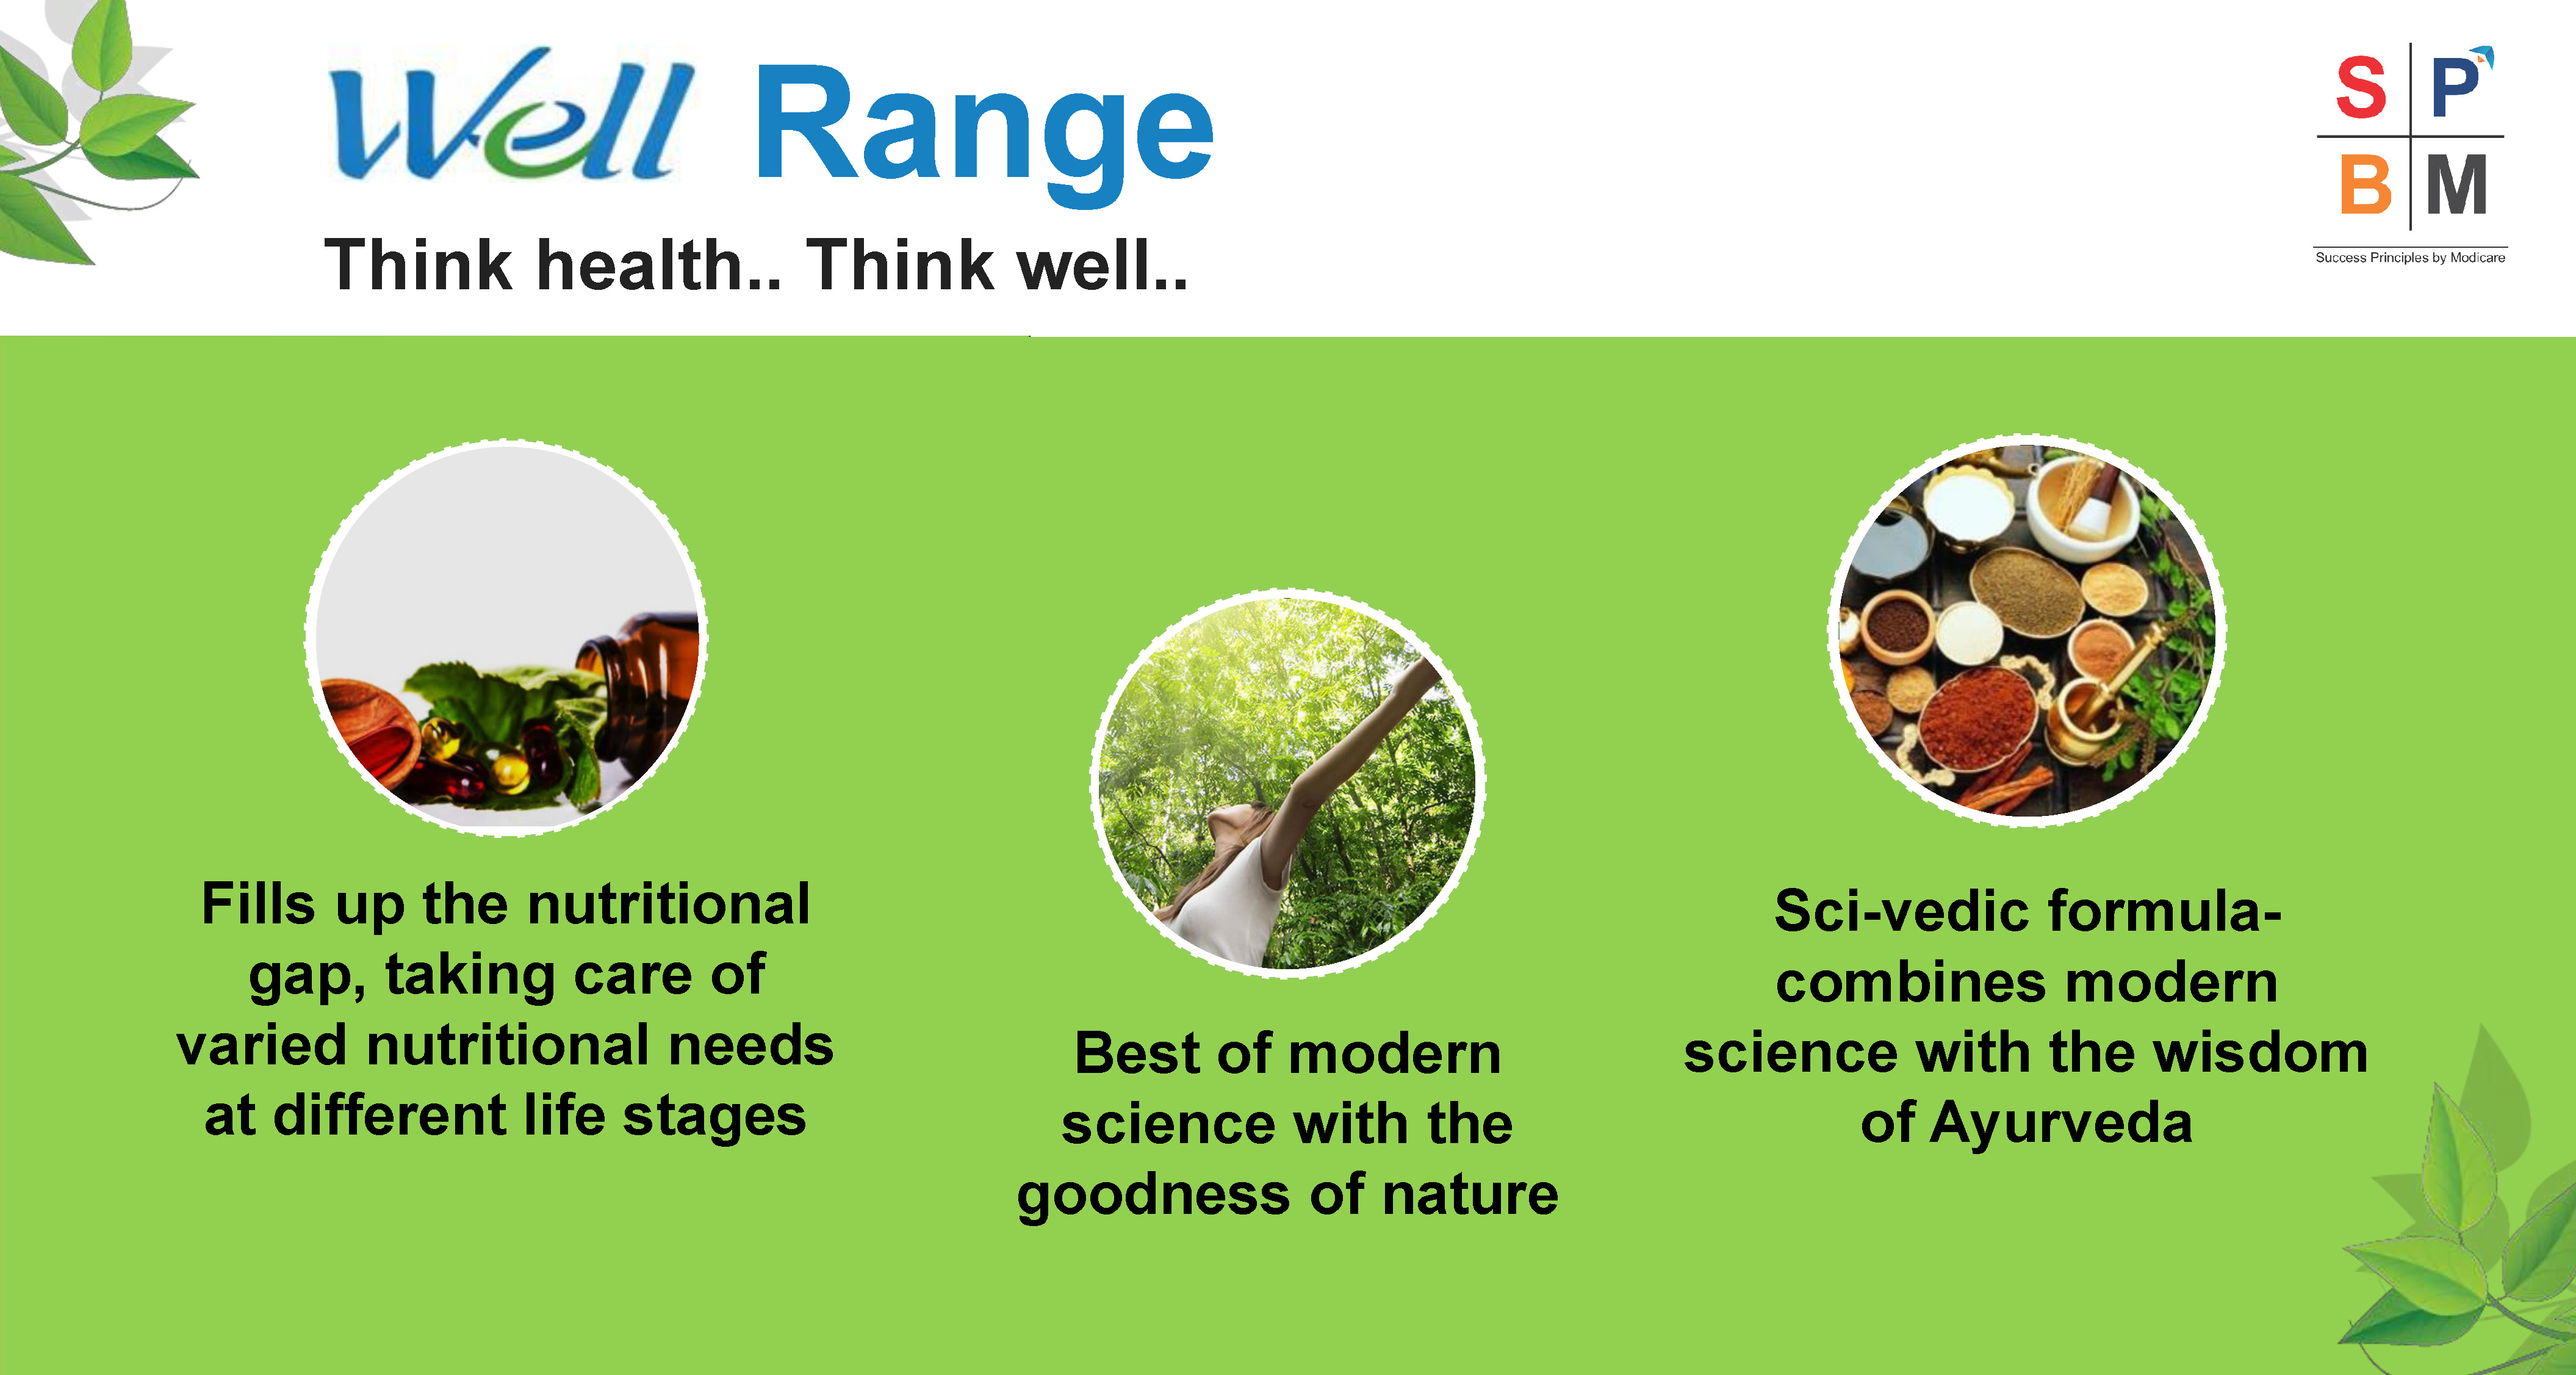 Well Range
Think health.. Think well..
S P
B M
Success Principles by Modicare
Fills up the nutritional
gap, taking care of
varied nutritional needs
at different life stages
Best of modern
science with the
goodness of nature
Sci-vedic formula-
combines modern
science with the wisdom
of Ayurveda